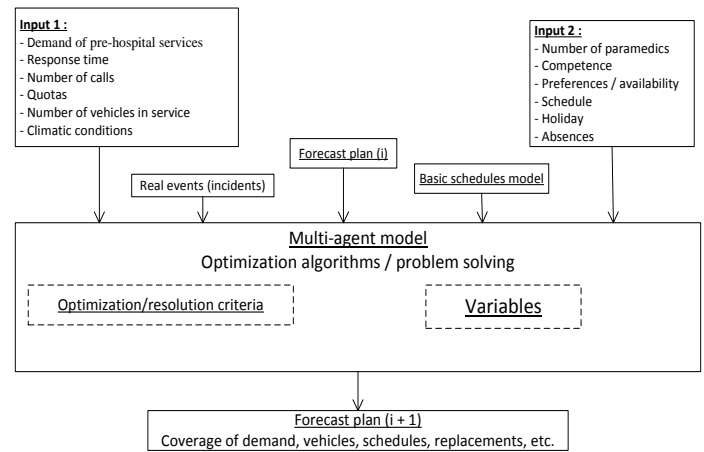 Input 1 :
- Demand of pre-hospital services
- Response time
- Number of calls
- Quotas
- Number of vehicles in service
- Climatic conditions
Input 2 :
- Number of paramedics
- Competence
- Preferences / availability
- Schedule
- Holiday
- Absences
Forecast plan (i)
Real events (incidents)
Basic schedules model
Multi-agent model
Optimization algorithms / problem solving
Optimization/resolution criteria
Variables
Forecast plan (i + 1)
Coverage of demand, vehicles, schedules, replacements, etc.